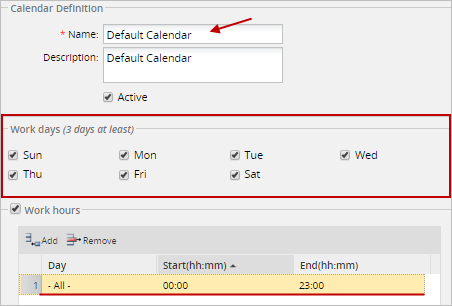 Calendar Definition
* Name: Default Calendar
Description: Default Calendar
Active
Work days (3 days at least)
Sun Mon Tue Wed
Thu Fri Sat
Work hours
Add Remove
Day Start(hh:mm) End(hh:mm)
1 - All - 00:00 23:00